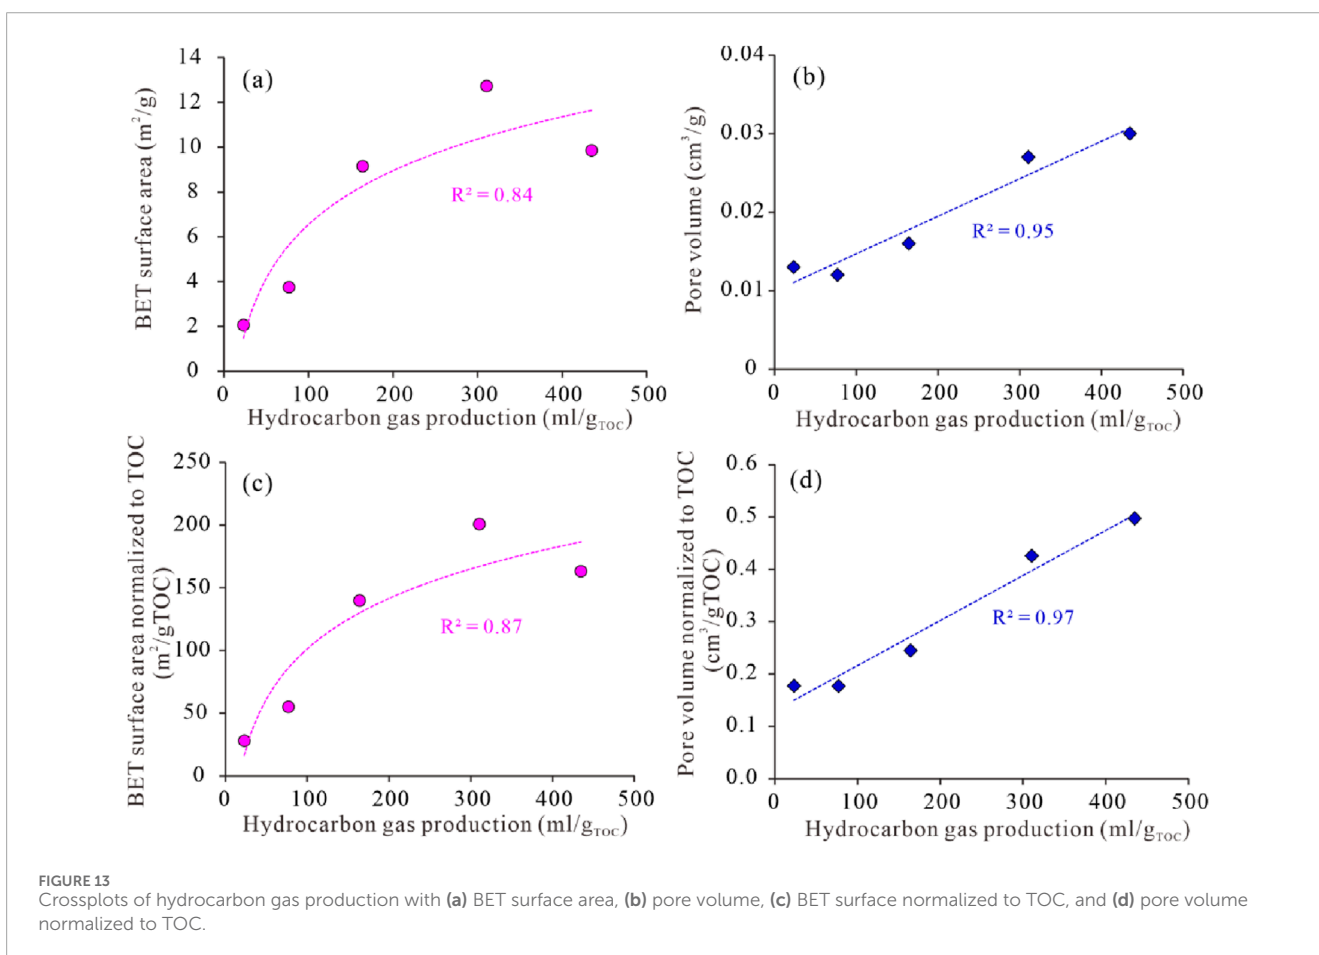 (a)
BET surface area (m²/g)
14
12
10
8
6
4
2
0
R² = 0.84
0 100 200 300 400 500
Hydrocarbon gas production (ml/g_TOC)
(b)
Pore volume (cm³/g)
0.04
0.03
0.02
0.01
0
R² = 0.95
0 100 200 300 400 500
Hydrocarbon gas production (ml/g_TOC)
(c)
BET surface area normalized to TOC
(m²/gTOC)
250
200
150
100
50
0
R² = 0.87
0 100 200 300 400 500
Hydrocarbon gas production (ml/g_TOC)
(d)
Pore volume normalized to TOC
(cm³/gTOC)
0.6
0.5
0.4
0.3
0.2
0.1
0.0
R² = 0.97
0 100 200 300 400 500
Hydrocarbon gas production (ml/g_TOC)
FIGURE 13
Crossplots of hydrocarbon gas production with (a) BET surface area, (b) pore volume, (c) BET surface normalized to TOC, and (d) pore volume
normalized to TOC.